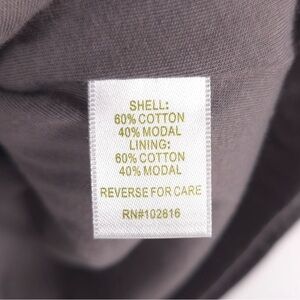 SHELL:
60% COTTON
40% MODAL
LINING:
60% COTTON
40% MODAL
REVERSE FOR CARE
RN#102816